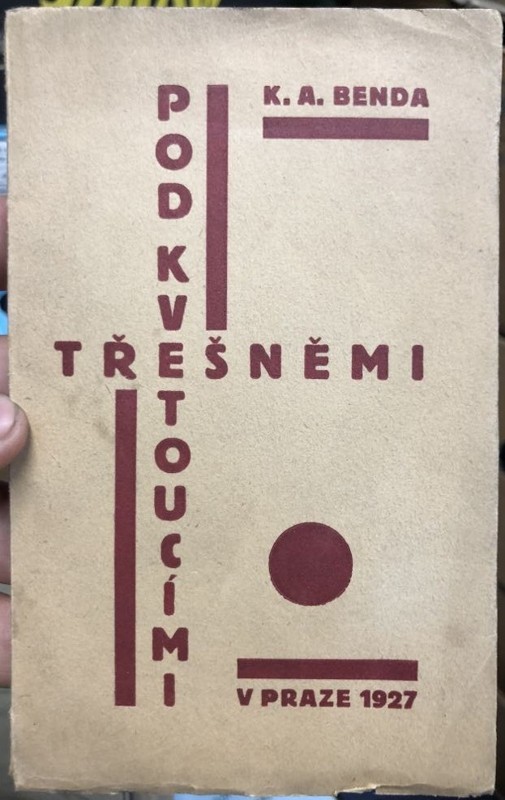 K. A. BENDA
POD KVETOUCÍMI
TŘEŠNĚMI
V PRAZE 1927